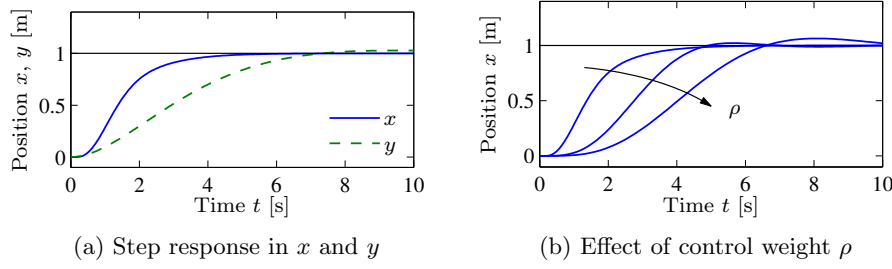 Position x, y [m]
1
0.5
0
0 2 4 6 8 10
Time t [s]
x
y
(a) Step response in x and y
Position x [m]
1
0.5
0
0 2 4 6 8 10
Time t [s]
ρ
(b) Effect of control weight ρ